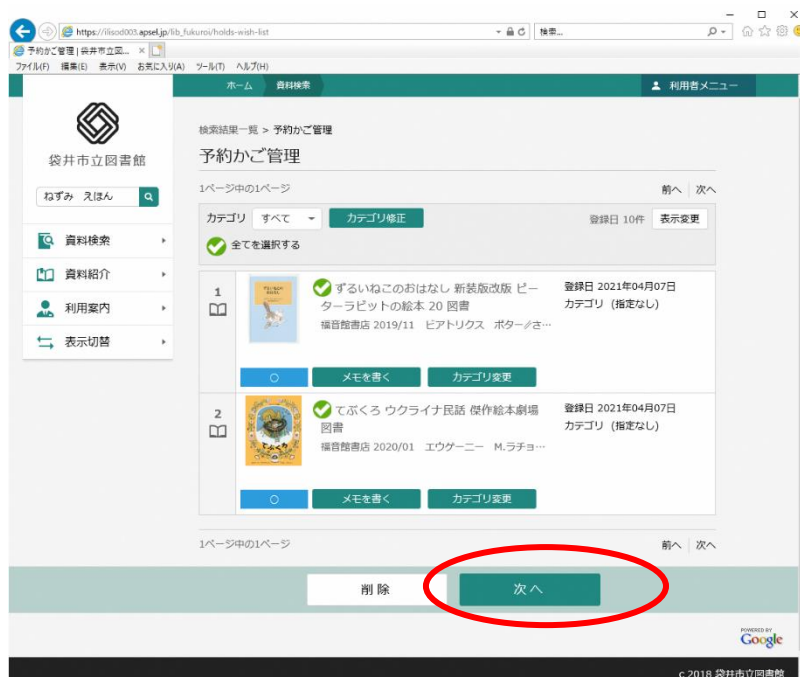 https://ilisod003.apsel.jp/lib_fukuroi/holds-wish-list
検索...
予約かご管理 | 袋井市立図...
ファイル(F) 編集(E) 表示(V) お気に入り(A) ツール(T) ヘルプ(H)
ホーム 資料検索 利用者メニュー
袋井市立図書館
ねずみ えほん
資料検索
資料紹介
利用案内
表示切替
検索結果一覧 > 予約かご管理
予約かご管理
1ページ中の1ページ 前へ 次へ
カテゴリ すべて カテゴリ修正 登録日 10件 表示変更
全てを選択する
1
ずるいねこのおはなし 新装版改版 ピー
ターラビットの絵本 20 図書
福音館書店 2019/11 ビアトリクス ポター∥さ…
登録日 2021年04月07日
カテゴリ (指定なし)
○ メモを書く カテゴリ変更
2
てぶくろ
てぶくろ ウクライナ民話 傑作絵本劇場
図書
福音館書店 2020/01 エウゲーニー M.ラチョ…
登録日 2021年04月07日
カテゴリ (指定なし)
○ メモを書く カテゴリ変更
1ページ中の1ページ 前へ 次へ
削除 次へ
POWERED BY
Google
c 2018 袋井市立図書館